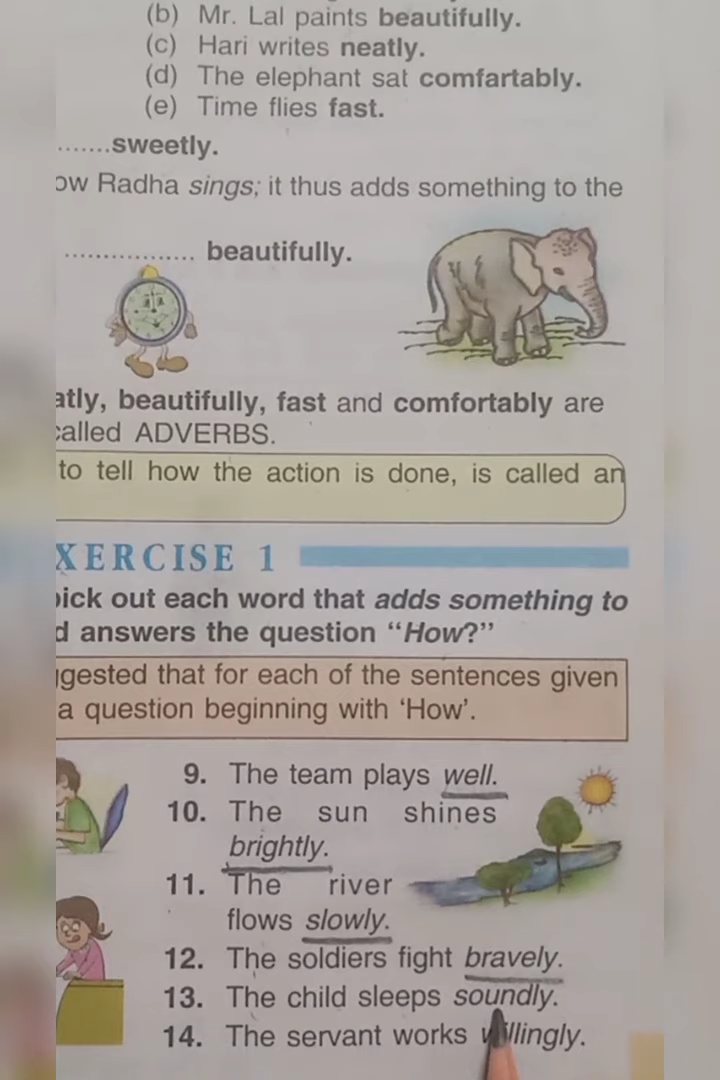 (b) Mr. Lal paints beautifully.
(c) Hari writes neatly.
(d) The elephant sat comfartably.
(e) Time flies fast.
.......sweetly.
ow Radha sings; it thus adds something to the
................ beautifully.
atly, beautifully, fast and comfortably are
called ADVERBS.
to tell how the action is done, is called an
XERCISE 1
pick out each word that adds something to
d answers the question “How?”
ggested that for each of the sentences given
a question beginning with ‘How’.
9. The team plays well.
10. The sun shines
brightly.
11. The river
flows slowly.
12. The soldiers fight bravely.
13. The child sleeps soundly.
14. The servant works willingly.